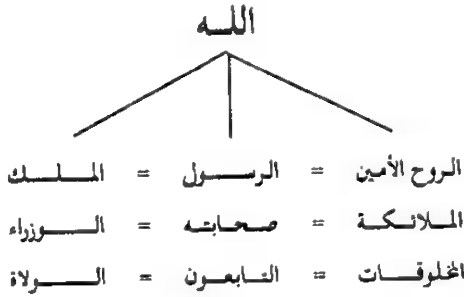 الله
الروح الأمين = الرسول = الملك
الملائكة = صحابته = الوزراء
المخلوقات = التابعون = الولاة